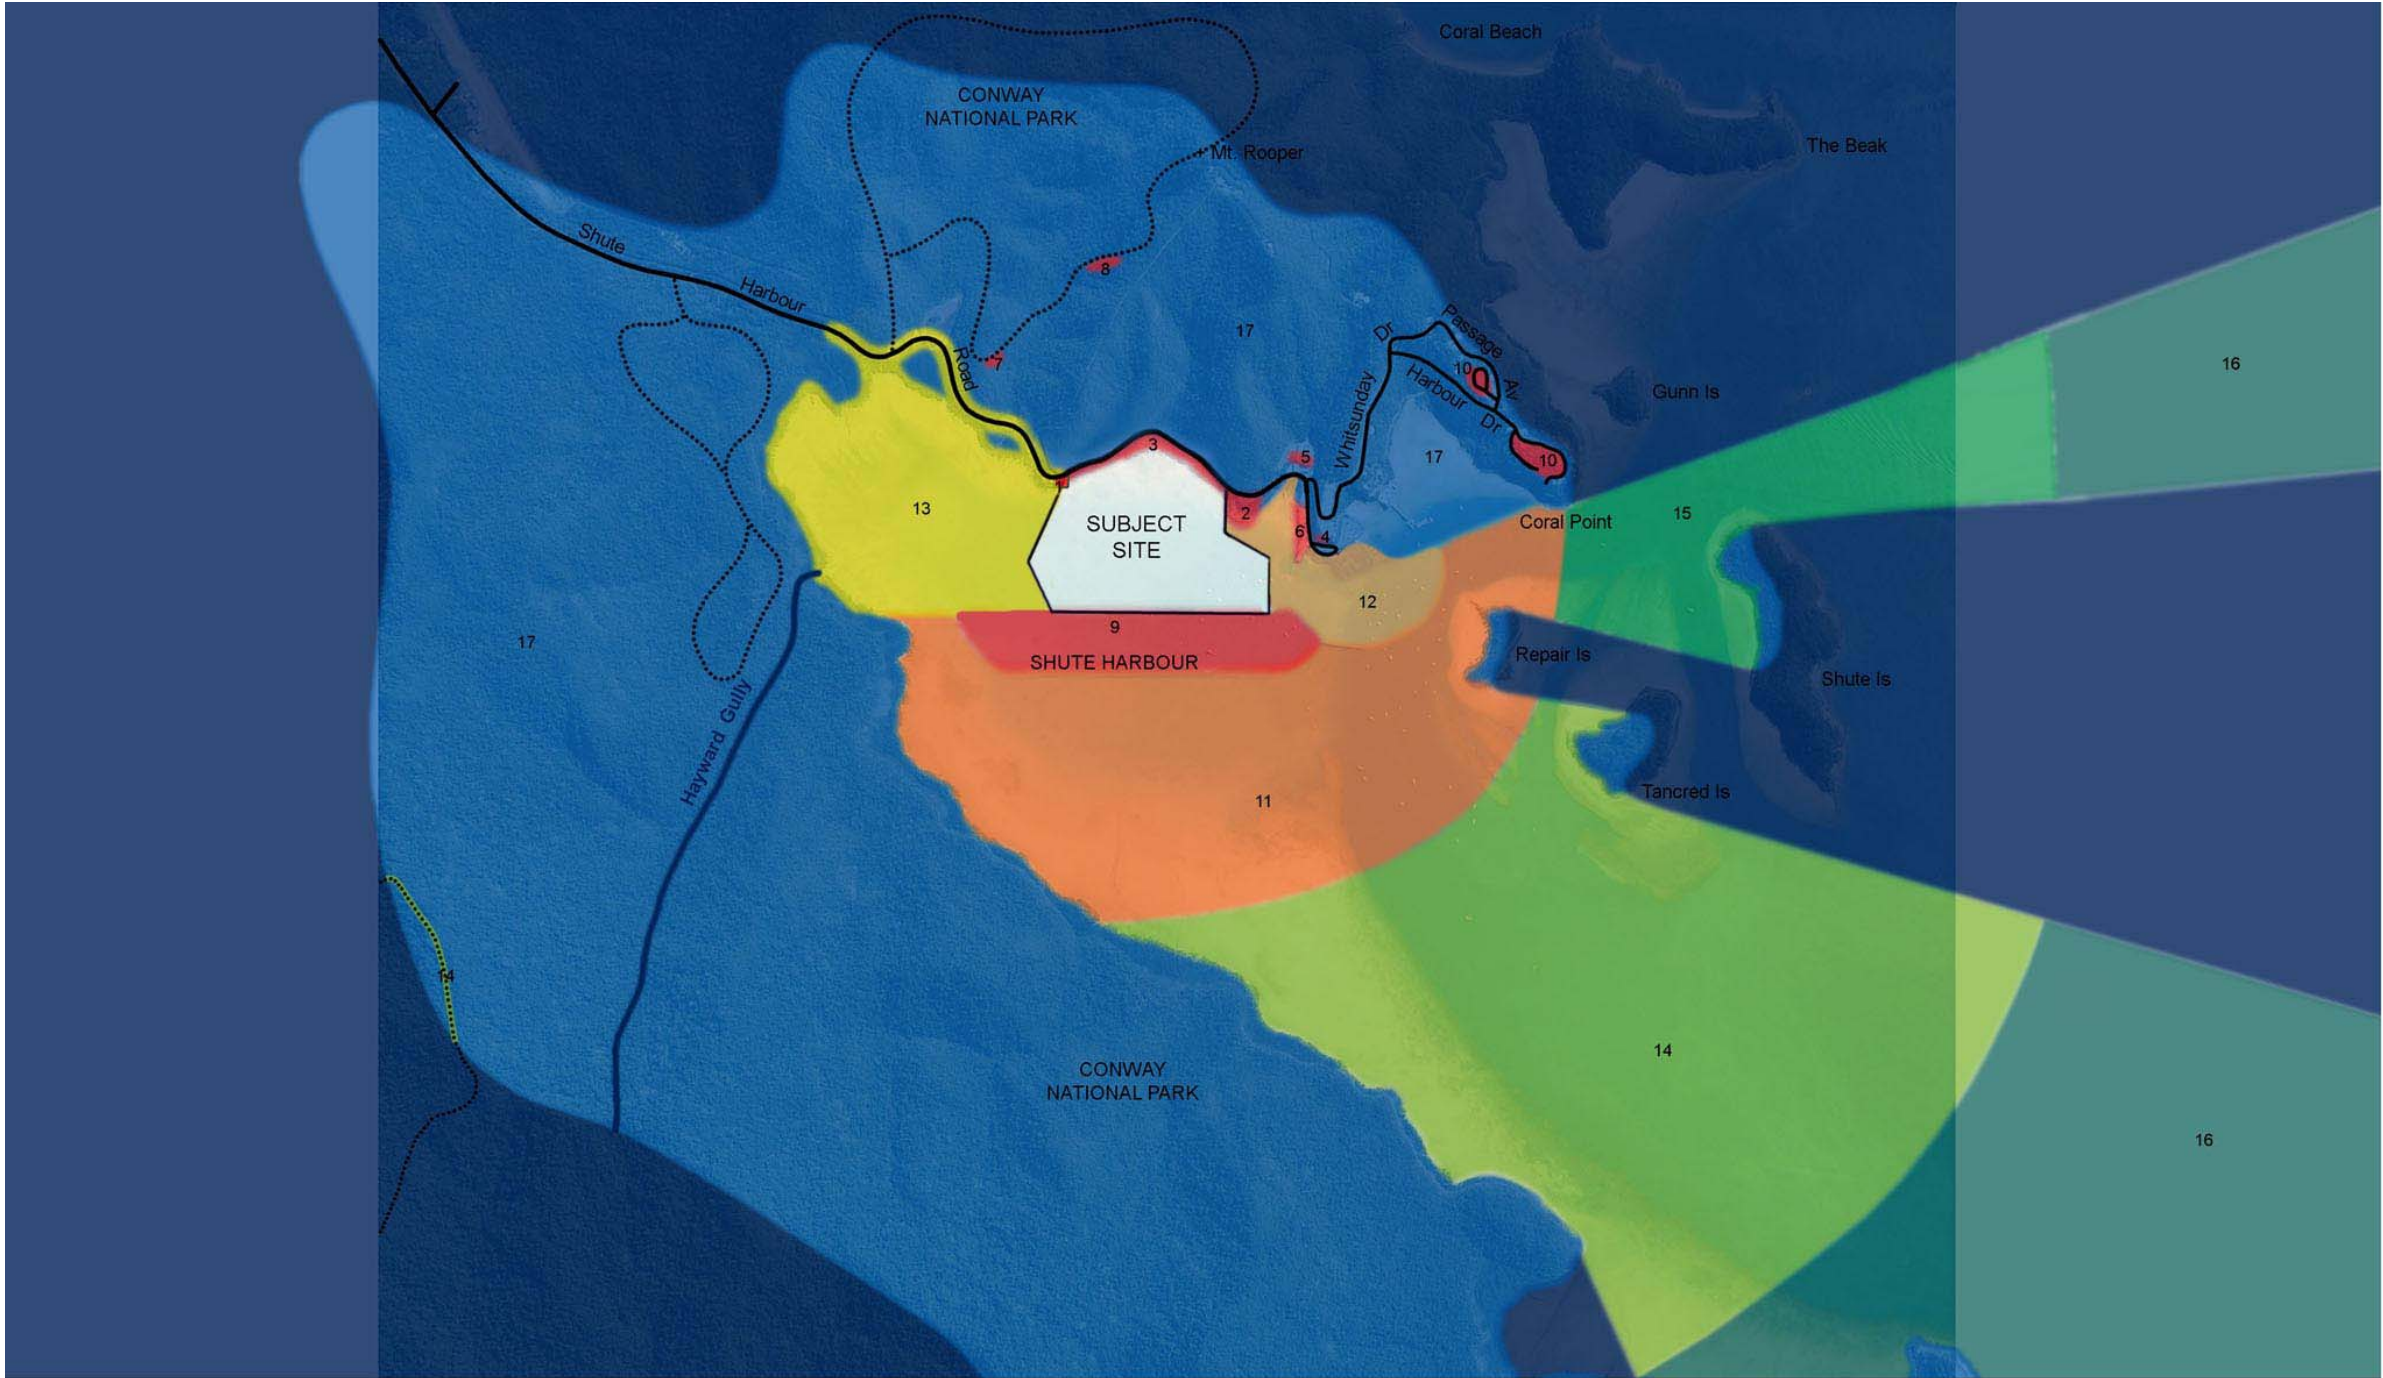 Coral Beach
CONWAY
NATIONAL PARK
The Beak
Mt. Rooper
Shute
8
Harbour
Passage
17
Dr
16
7
Road
10
Av
Gunn Is
Harbour
Whitsunday
Dr
3
5
17
10
1
13
2
15
SUBJECT
SITE
Coral Point
6
4
12
9
17
Repair Is
SHUTE HARBOUR
Shute Is
Hayward Gully
11
Tancred Is
14
14
CONWAY
NATIONAL PARK
16